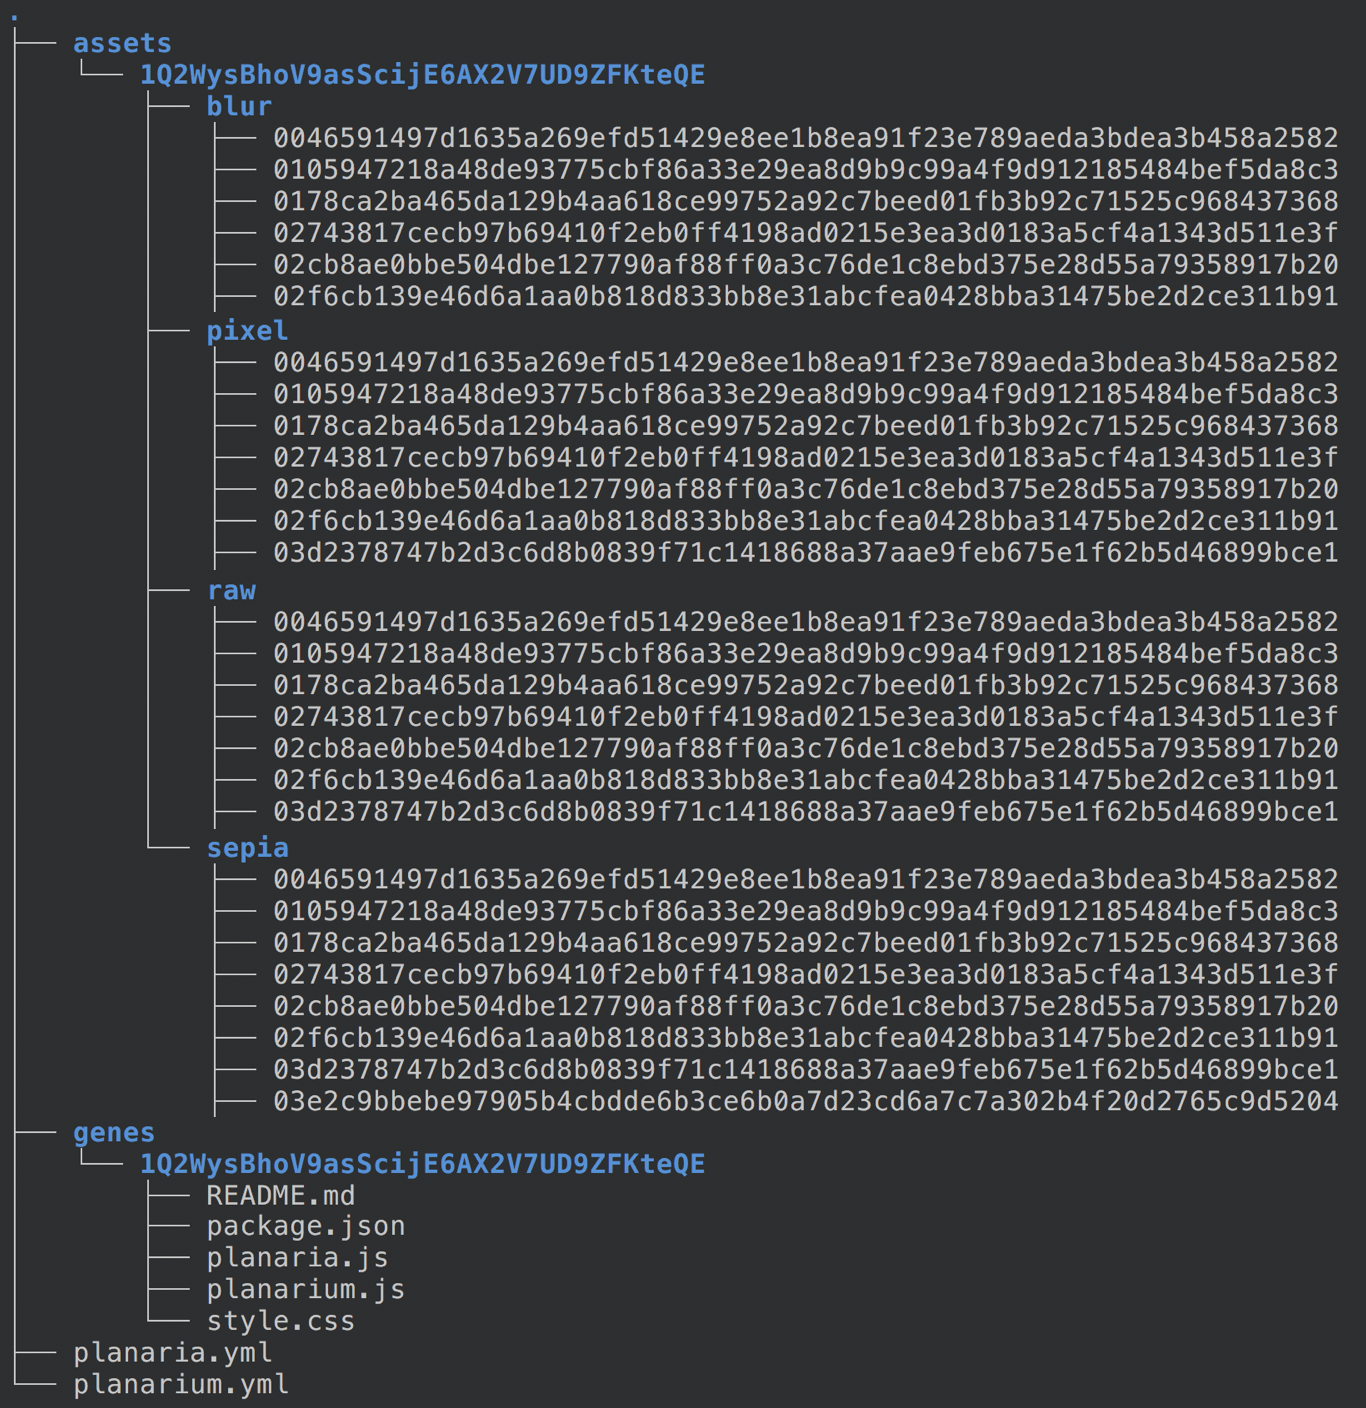 .
├── assets
│   └── 1Q2WysBhoV9asScijE6AX2V7UD9ZFKteQE
│       ├── blur
│       │   ├── 0046591497d1635a269efd51429e8ee1b8ea91f23e789aeda3bdea3b458a2582
│       │   ├── 0105947218a48de93775cbf86a33e29ea8d9b9c99a4f9d912185484bef5da8c3
│       │   ├── 0178ca2ba465da129b4aa618ce99752a92c7beed01fb3b92c71525c968437368
│       │   ├── 02743817cecb97b69410f2eb0ff4198ad0215e3ea3d0183a5cf4a1343d511e3f
│       │   ├── 02cb8ae0bbe504dbe127790af88ff0a3c76de1c8ebd375e28d55a79358917b20
│       │   ├── 02f6cb139e46d6a1aa0b818d833bb8e31abcfea0428bba31475be2d2ce311b91
│       ├── pixel
│       │   ├── 0046591497d1635a269efd51429e8ee1b8ea91f23e789aeda3bdea3b458a2582
│       │   ├── 0105947218a48de93775cbf86a33e29ea8d9b9c99a4f9d912185484bef5da8c3
│       │   ├── 0178ca2ba465da129b4aa618ce99752a92c7beed01fb3b92c71525c968437368
│       │   ├── 02743817cecb97b69410f2eb0ff4198ad0215e3ea3d0183a5cf4a1343d511e3f
│       │   ├── 02cb8ae0bbe504dbe127790af88ff0a3c76de1c8ebd375e28d55a79358917b20
│       │   ├── 02f6cb139e46d6a1aa0b818d833bb8e31abcfea0428bba31475be2d2ce311b91
│       │   ├── 03d2378747b2d3c6d8b0839f71c1418688a37aae9feb675e1f62b5d46899bce1
│       ├── raw
│       │   ├── 0046591497d1635a269efd51429e8ee1b8ea91f23e789aeda3bdea3b458a2582
│       │   ├── 0105947218a48de93775cbf86a33e29ea8d9b9c99a4f9d912185484bef5da8c3
│       │   ├── 0178ca2ba465da129b4aa618ce99752a92c7beed01fb3b92c71525c968437368
│       │   ├── 02743817cecb97b69410f2eb0ff4198ad0215e3ea3d0183a5cf4a1343d511e3f
│       │   ├── 02cb8ae0bbe504dbe127790af88ff0a3c76de1c8ebd375e28d55a79358917b20
│       │   ├── 02f6cb139e46d6a1aa0b818d833bb8e31abcfea0428bba31475be2d2ce311b91
│       │   ├── 03d2378747b2d3c6d8b0839f71c1418688a37aae9feb675e1f62b5d46899bce1
│       └── sepia
│           ├── 0046591497d1635a269efd51429e8ee1b8ea91f23e789aeda3bdea3b458a2582
│           ├── 0105947218a48de93775cbf86a33e29ea8d9b9c99a4f9d912185484bef5da8c3
│           ├── 0178ca2ba465da129b4aa618ce99752a92c7beed01fb3b92c71525c968437368
│           ├── 02743817cecb97b69410f2eb0ff4198ad0215e3ea3d0183a5cf4a1343d511e3f
│           ├── 02cb8ae0bbe504dbe127790af88ff0a3c76de1c8ebd375e28d55a79358917b20
│           ├── 02f6cb139e46d6a1aa0b818d833bb8e31abcfea0428bba31475be2d2ce311b91
│           ├── 03d2378747b2d3c6d8b0839f71c1418688a37aae9feb675e1f62b5d46899bce1
│           ├── 03e2c9bbebe97905b4cbdde6b3ce6b0a7d23cd6a7c7a302b4f20d2765c9d5204
├── genes
│   └── 1Q2WysBhoV9asScijE6AX2V7UD9ZFKteQE
│       ├── README.md
│       ├── package.json
│       ├── planaria.js
│       ├── planarium.js
│       └── style.css
├── planaria.yml
└── planarium.yml